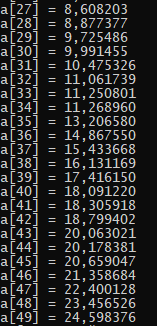 a[27] = 8,608203
a[28] = 8,877377
a[29] = 9,725486
a[30] = 9,991455
a[31] = 10,475326
a[32] = 11,061739
a[33] = 11,250801
a[34] = 11,268960
a[35] = 13,206580
a[36] = 14,867550
a[37] = 15,433668
a[38] = 16,131169
a[39] = 17,416150
a[40] = 18,091220
a[41] = 18,305918
a[42] = 18,799402
a[43] = 20,063021
a[44] = 20,178381
a[45] = 20,659047
a[46] = 21,358684
a[47] = 22,400128
a[48] = 23,456526
a[49] = 24,598376